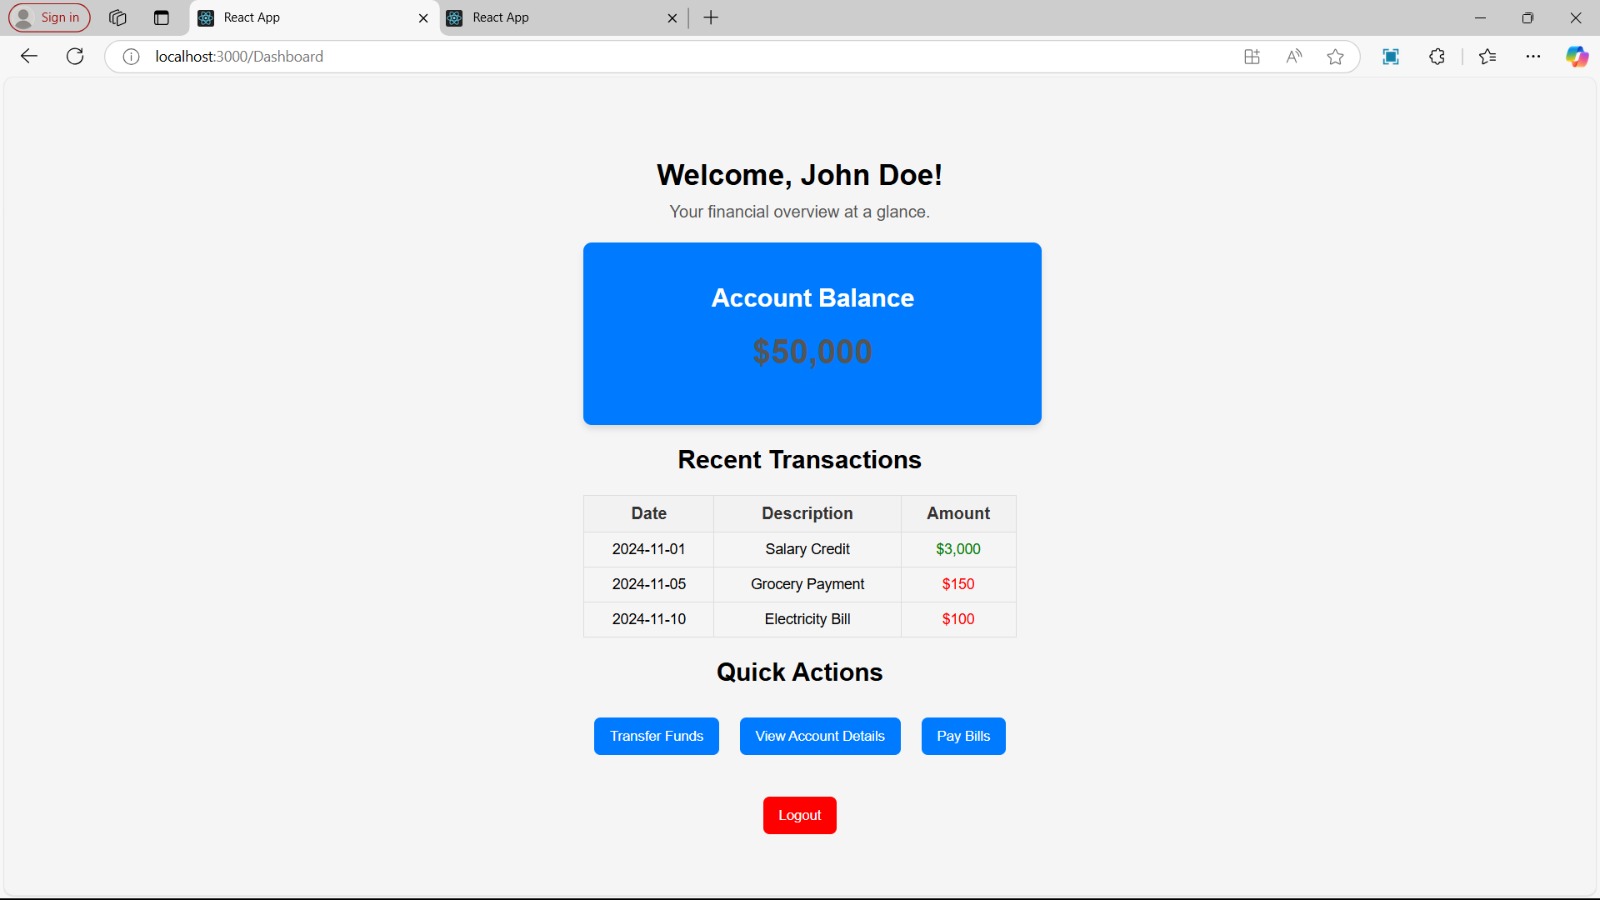 Sign in
React App
React App
localhost:3000/Dashboard
Welcome, John Doe!
Your financial overview at a glance.
Account Balance
$50,000
Recent Transactions
Date Description Amount
2024-11-01 Salary Credit $3,000
2024-11-05 Grocery Payment $150
2024-11-10 Electricity Bill $100
Quick Actions
Transfer Funds View Account Details Pay Bills
Logout